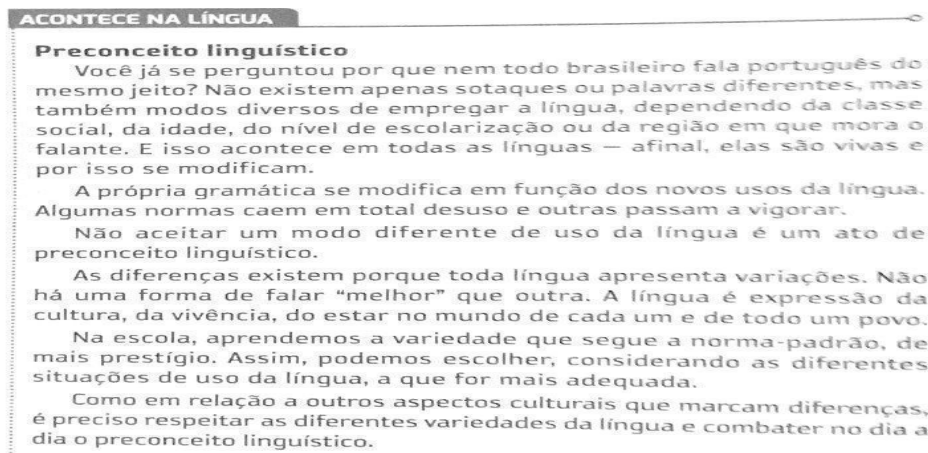 ACONTECE NA LÍNGUA
Preconceito linguístico
Você já se perguntou por que nem todo brasileiro fala português do
mesmo jeito? Não existem apenas sotaques ou palavras diferentes, mas
também modos diversos de empregar a língua, dependendo da classe
social, da idade, do nível de escolarização ou da região em que mora o
falante. E isso acontece em todas as línguas — afinal, elas são vivas e
por isso se modificam.
A própria gramática se modifica em função dos novos usos da língua.
Algumas normas caem em total desuso e outras passam a vigorar.
Não aceitar um modo diferente de uso da língua é um ato de
preconceito linguístico.
As diferenças existem porque toda língua apresenta variações. Não
há uma forma de falar “melhor” que outra. A língua é expressão da
cultura, da vivência, do estar no mundo de cada um e de todo um povo.
Na escola, aprendemos a variedade que segue a norma-padrão, de
mais prestígio. Assim, podemos escolher, considerando as diferentes
situações de uso da língua, a que for mais adequada.
Como em relação a outros aspectos culturais que marcam diferenças,
é preciso respeitar as diferentes variedades da língua e combater no dia a
dia o preconceito linguístico.